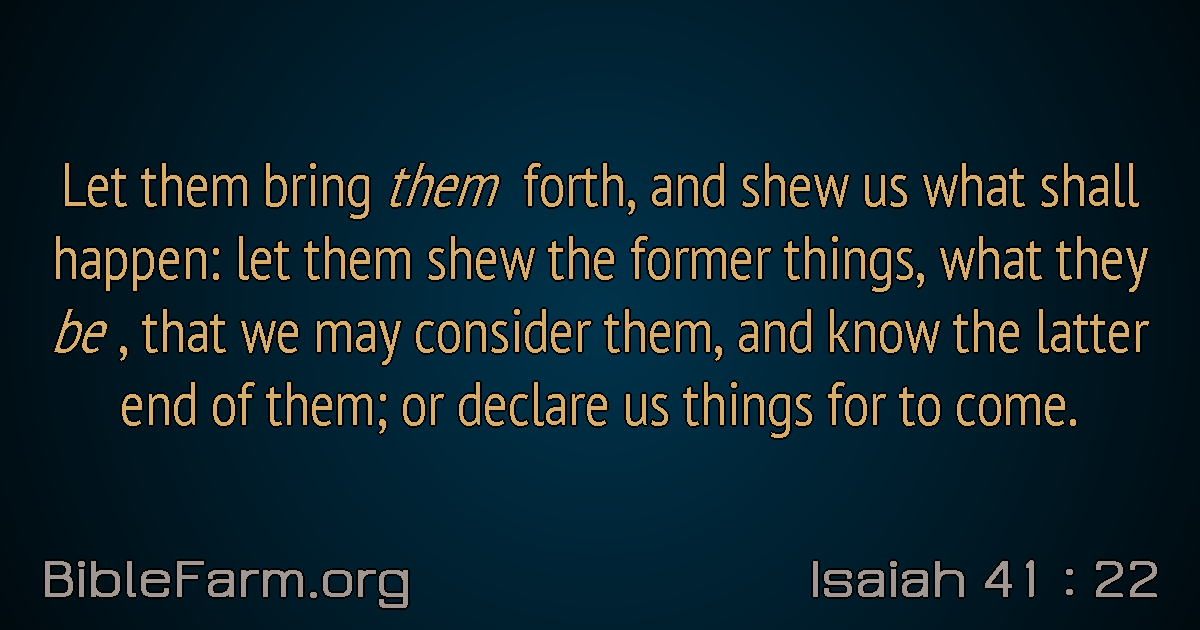 Let them bring them forth, and shew us what shall
happen: let them shew the former things, what they
be , that we may consider them, and know the latter
end of them; or declare us things for to come.
BibleFarm.org
Isaiah 41 : 22